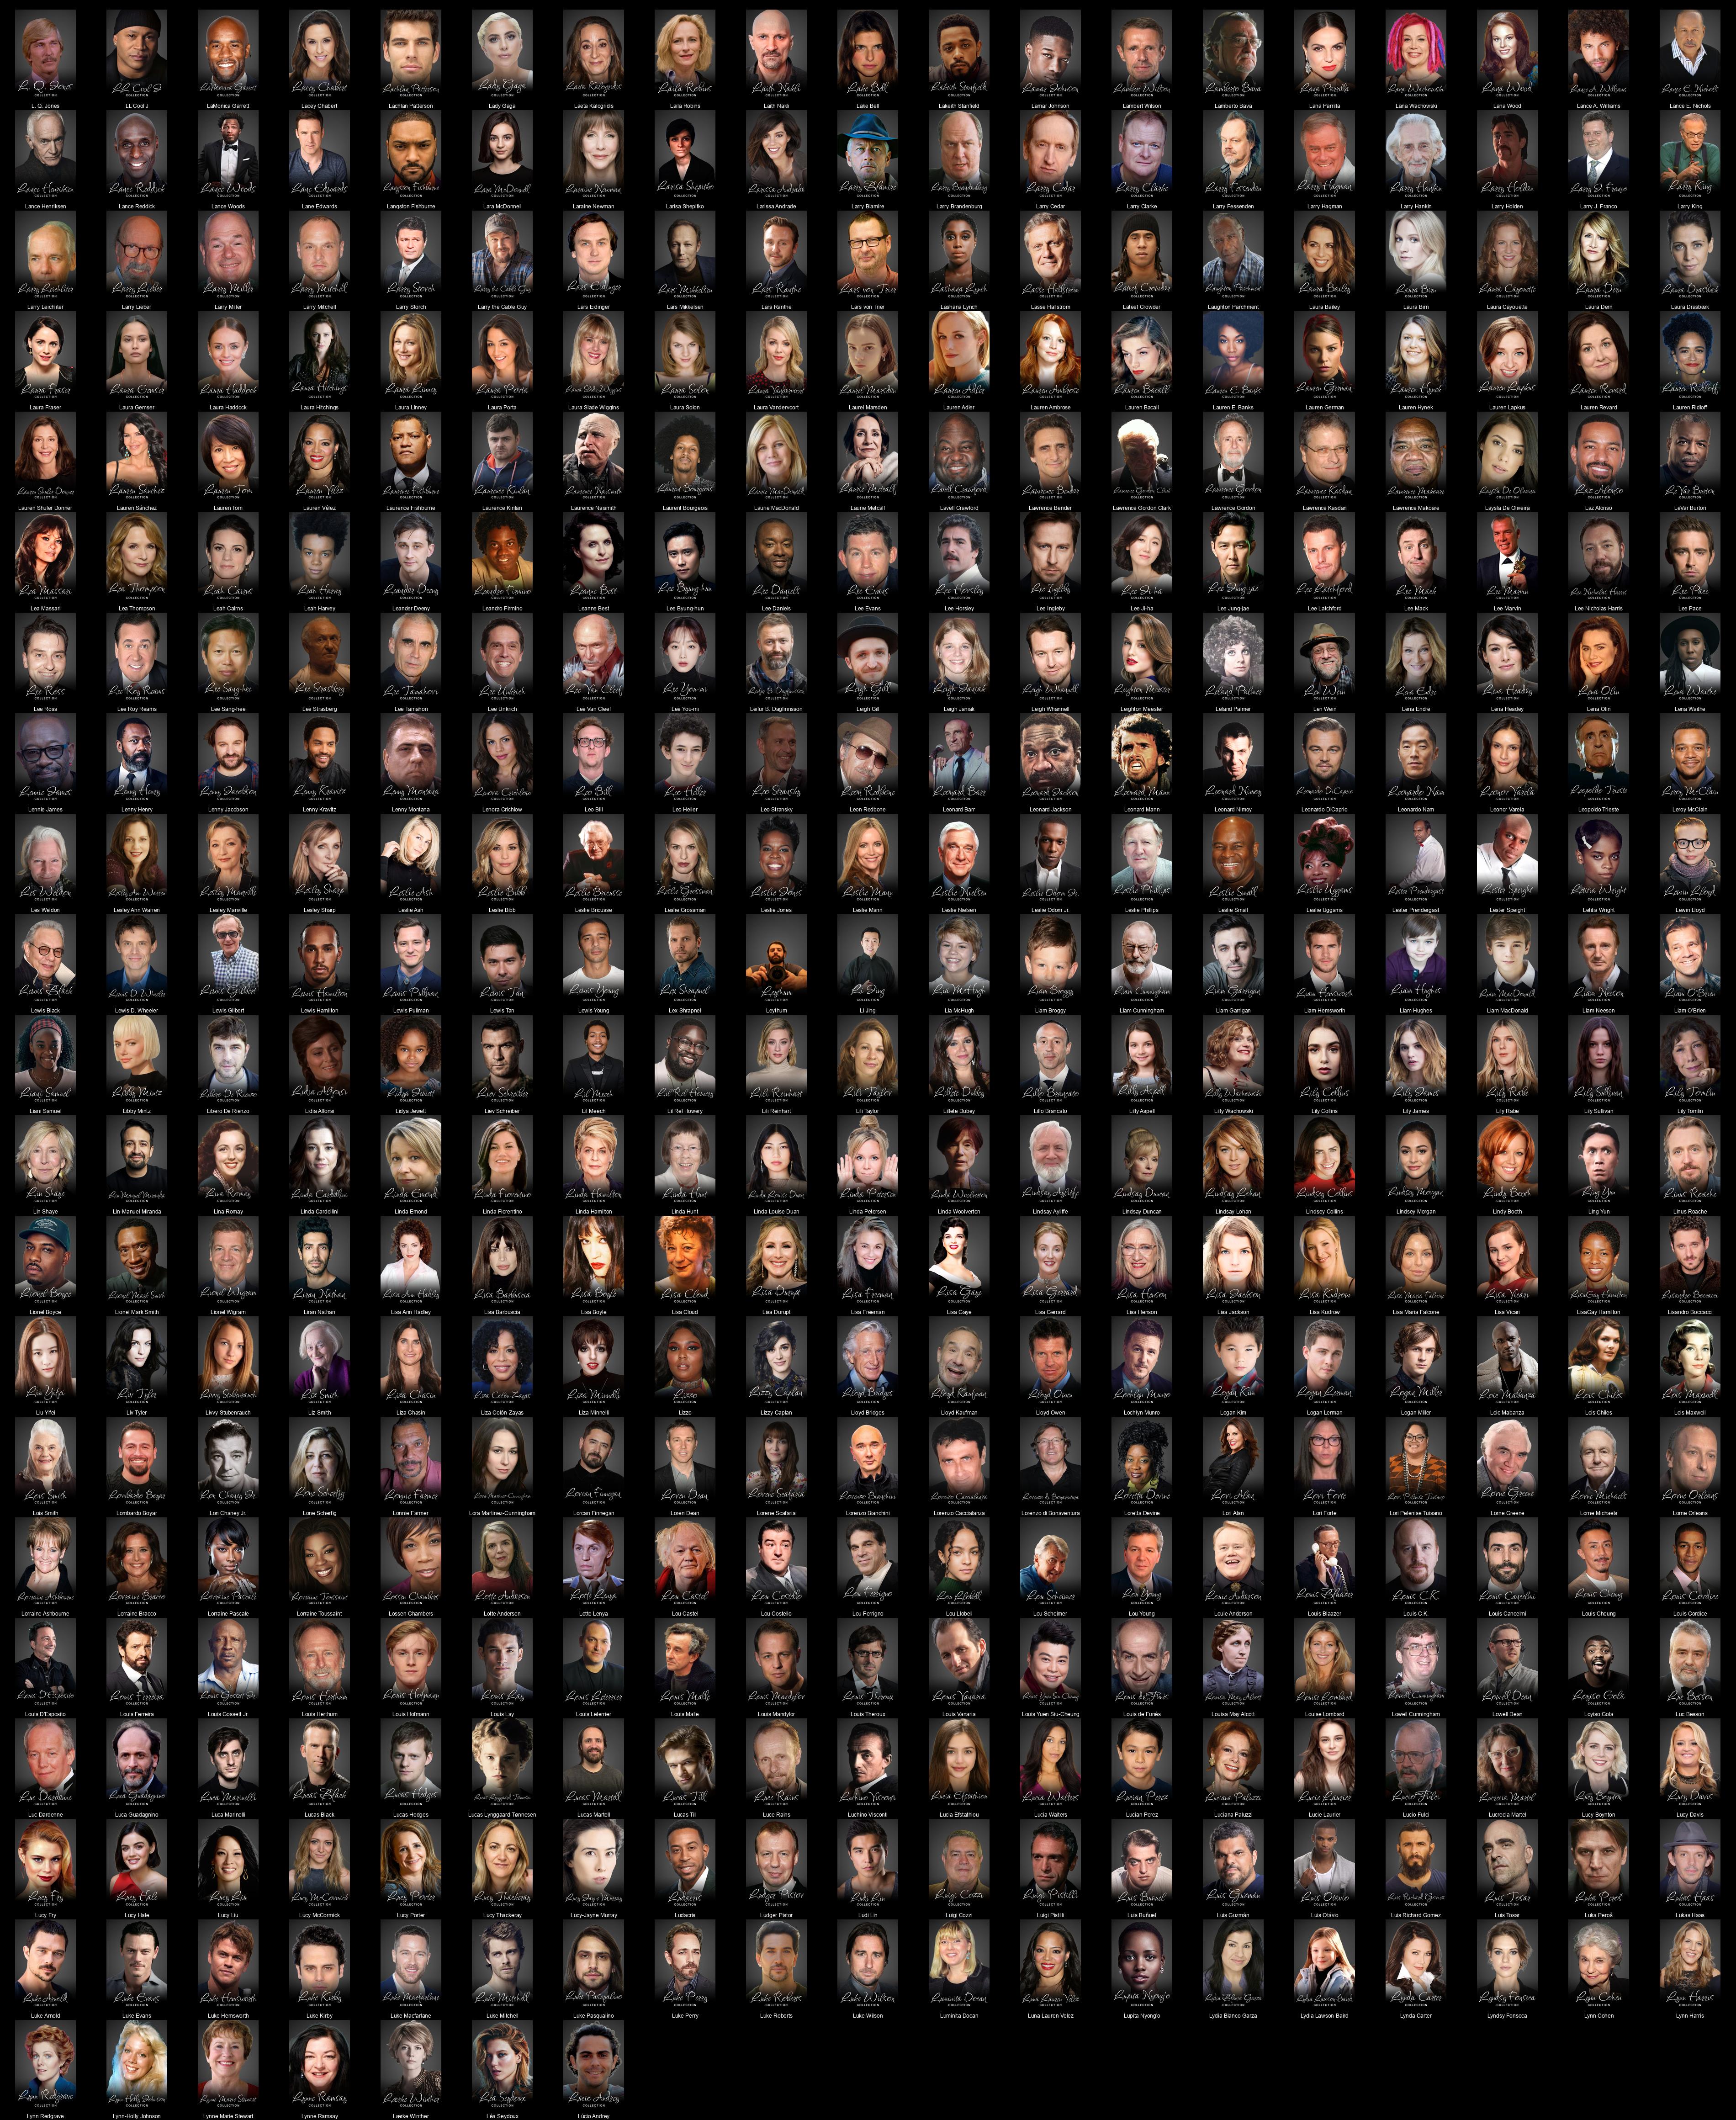 L. Q. Jones LL Cool J LaMonica Garrett Lacey Chabert Lachlan Patterson Lady Gaga Laeta Kalogridis Laila Robins Laith Nakli Lake Bell Lakeith Stanfield Lamar Johnson Lambert Wilson Lamberto Bava Lana Parrilla Lana Wachowski Lana Wood Lance A. Williams Lance E. Nichols
Lance Henriksen Lance Reddick Lance Woods Lane Edwards Langston Fishburne Lara McDonnell Laraine Newman Larisa Shepitko Larissa Andrade Larry Blamire Larry Brandenburg Larry Cedar Larry Clarke Larry Fessenden Larry Hagman Larry Hankin Larry Holden Larry J. Franco Larry King
Larry Leichliter Larry Lieber Larry Miller Larry Mitchell Larry Storch Larry the Cable Guy Lars Eidinger Lars Mikkelsen Lars Ranthe Lars von Trier Lashana Lynch Lasse Hallström Lateef Crowder Laughton Parchment Laura Bailey Laura Birn Laura Cayouette Laura Dern Laura Drasbæk
Laura Fraser Laura Gemser Laura Haddock Laura Hitchings Laura Linney Laura Porta Laura Slade Wiggins Laura Solon Laura Vandervoort Laurel Marsden Lauren Adler Lauren Ambrose Lauren Bacall Lauren E. Banks Lauren German Lauren Hynek Lauren Lapkus Lauren Revard Lauren Ridloff
Lauren Shuler Donner Lauren Sánchez Lauren Tom Lauren Vélez Laurence Fishburne Laurence Kinlan Laurence Naismith Laurent Bourgeois Laurie MacDonald Laurie Metcalf Lavell Crawford Lawrence Bender Lawrence Gordon Clark Lawrence Gordon Lawrence Kasdan Lawrence Makoare Laysla De Oliveira Laz Alonso LeVar Burton
Lea Massari Lea Thompson Leah Cairns Leah Harvey Leander Deeny Leandro Firmino Leanne Best Lee Byung-hun Lee Daniels Lee Evans Lee Horsley Lee Ingleby Lee Ji-ha Lee Jung-jae Lee Latchford Lee Mack Lee Marvin Lee Nicholas Harris Lee Pace
Lee Ross Lee Roy Reams Lee Sang-hee Lee Strasberg Lee Tamahori Lee Unkrich Lee Van Cleef Lee You-mi Leifur B. Dagfinnsson Leigh Gill Leigh Janiak Leigh Whannell Leighton Meester Leland Palmer Len Wein Lena Endre Lena Headey Lena Olin Lena Waithe
Lennie James Lenny Henry Lenny Jacobson Lenny Kravitz Lenny Montana Lenora Crichlow Leo Bill Leo Heller Leo Stransky Leon Redbone Leonard Barr Leonard Jackson Leonard Mann Leonard Nimoy Leonardo DiCaprio Leonardo Nam Leonor Varela Leopoldo Trieste Leroy McClain
Les Weldon Lesley Ann Warren Lesley Manville Lesley Sharp Leslie Ash Leslie Bibb Leslie Bricusse Leslie Grossman Leslie Jones Leslie Mann Leslie Nielsen Leslie Odom Jr. Leslie Phillips Leslie Small Leslie Uggams Lester Prendergast Lester Speight Letitia Wright Lewin Lloyd
Lewis Black Lewis D. Wheeler Lewis Gilbert Lewis Hamilton Lewis Pullman Lewis Tan Lewis Young Lex Shrapnel Leythum Li Jing Lia McHugh Liam Broggy Liam Cunningham Liam Garrigan Liam Hemsworth Liam Hughes Liam MacDonald Liam Neeson Liam O'Brien
Liani Samuel Libby Mintz Libero De Rienzo Lidia Alfonsi Lidya Jewett Liev Schreiber Lil Meech Lil Rel Howery Lili Reinhart Lili Taylor Lillete Dubey Lillo Brancato Lilly Aspell Lilly Wachowski Lily Collins Lily James Lily Rabe Lily Sullivan Lily Tomlin
Lin Shaye Lin-Manuel Miranda Lina Romay Linda Cardellini Linda Emond Linda Fiorentino Linda Hamilton Linda Hunt Linda Louise Duan Linda Petersen Linda Woolverton Lindsay Ayliffe Lindsay Duncan Lindsay Lohan Lindsey Collins Lindsey Morgan Lindy Booth Ling Yun Linus Roache
Lionel Boyce Lionel Mark Smith Lionel Wigram Liran Nathan Lisa Ann Hadley Lisa Barbuscia Lisa Boyle Lisa Cloud Lisa Durupt Lisa Freeman Lisa Gaye Lisa Gerrard Lisa Henson Lisa Jackson Lisa Kudrow Lisa Maria Falcone Lisa Vicari LisaGay Hamilton Lisandro Boccacci
Liu Yifei Liv Tyler Livvy Stubenrauch Liz Smith Liza Chasin Liza Colón-Zayas Liza Minnelli Lizzo Lizzy Caplan Lloyd Bridges Lloyd Kaufman Lloyd Owen Lochlyn Munro Logan Kim Logan Lerman Logan Miller Loïc Mabanza Lois Chiles Lois Maxwell
Lois Smith Lombardo Boyar Lon Chaney Jr. Lone Scherfig Lonnie Farmer Lora Martinez-Cunningham Lorcan Finnegan Loren Dean Lorene Scafaria Lorenzo Bianchini Lorenzo Caccialanza Lorenzo di Bonaventura Loretta Devine Lori Alan Lori Forte Lori Pelenise Tuisano Lorne Greene Lorne Michaels Lorne Orleans
Lorraine Ashbourne Lorraine Bracco Lorraine Pascale Lorraine Toussaint Lossen Chambers Lotte Andersen Lotte Lenya Lou Castel Lou Costello Lou Ferrigno Lou Llobell Lou Scheimer Lou Young Louie Anderson Louis Blaazer Louis C.K. Louis Cancelmi Louis Cheung Louis Cordice
Louis D'Esposito Louis Ferreira Louis Gossett Jr. Louis Herthum Louis Hofmann Louis Lay Louis Leterrier Louis Malle Louis Mandylor Louis Theroux Louis Vanaria Louis Yuen Siu-Cheung Louis de Funès Louisa May Alcott Louise Lombard Lowell Cunningham Lowell Dean Loyiso Gola Luc Besson
Luc Dardenne Luca Guadagnino Luca Marinelli Lucas Black Lucas Hedges Lucas Lynggaard Tønnesen Lucas Martell Lucas Till Luce Rains Luchino Visconti Lucia Efstathiou Lucia Walters Lucian Perez Luciana Paluzzi Lucie Laurier Lucio Fulci Lucrecia Martel Lucy Boynton Lucy Davis
Lucy Fry Lucy Hale Lucy Liu Lucy McCormick Lucy Porter Lucy Thackeray Lucy-Jayne Murray Ludacris Ludger Pistor Ludi Lin Luigi Cozzi Luigi Pistilli Luis Buñuel Luis Guzmán Luis Otávio Luis Richard Gomez Luis Tosar Luka Peroš Lukas Haas
Luke Arnold Luke Evans Luke Hemsworth Luke Kirby Luke Macfarlane Luke Mitchell Luke Pasqualino Luke Perry Luke Roberts Luke Wilson Luminita Docan Luna Lauren Velez Lupita Nyong'o Lydia Blanco Garza Lydia Lawson-Baird Lynda Carter Lyndsy Fonseca Lynn Cohen Lynn Harris
Lynn Redgrave Lynn-Holly Johnson Lynne Marie Stewart Lynne Ramsay Lærke Winther Léa Seydoux Lúcio Andrey